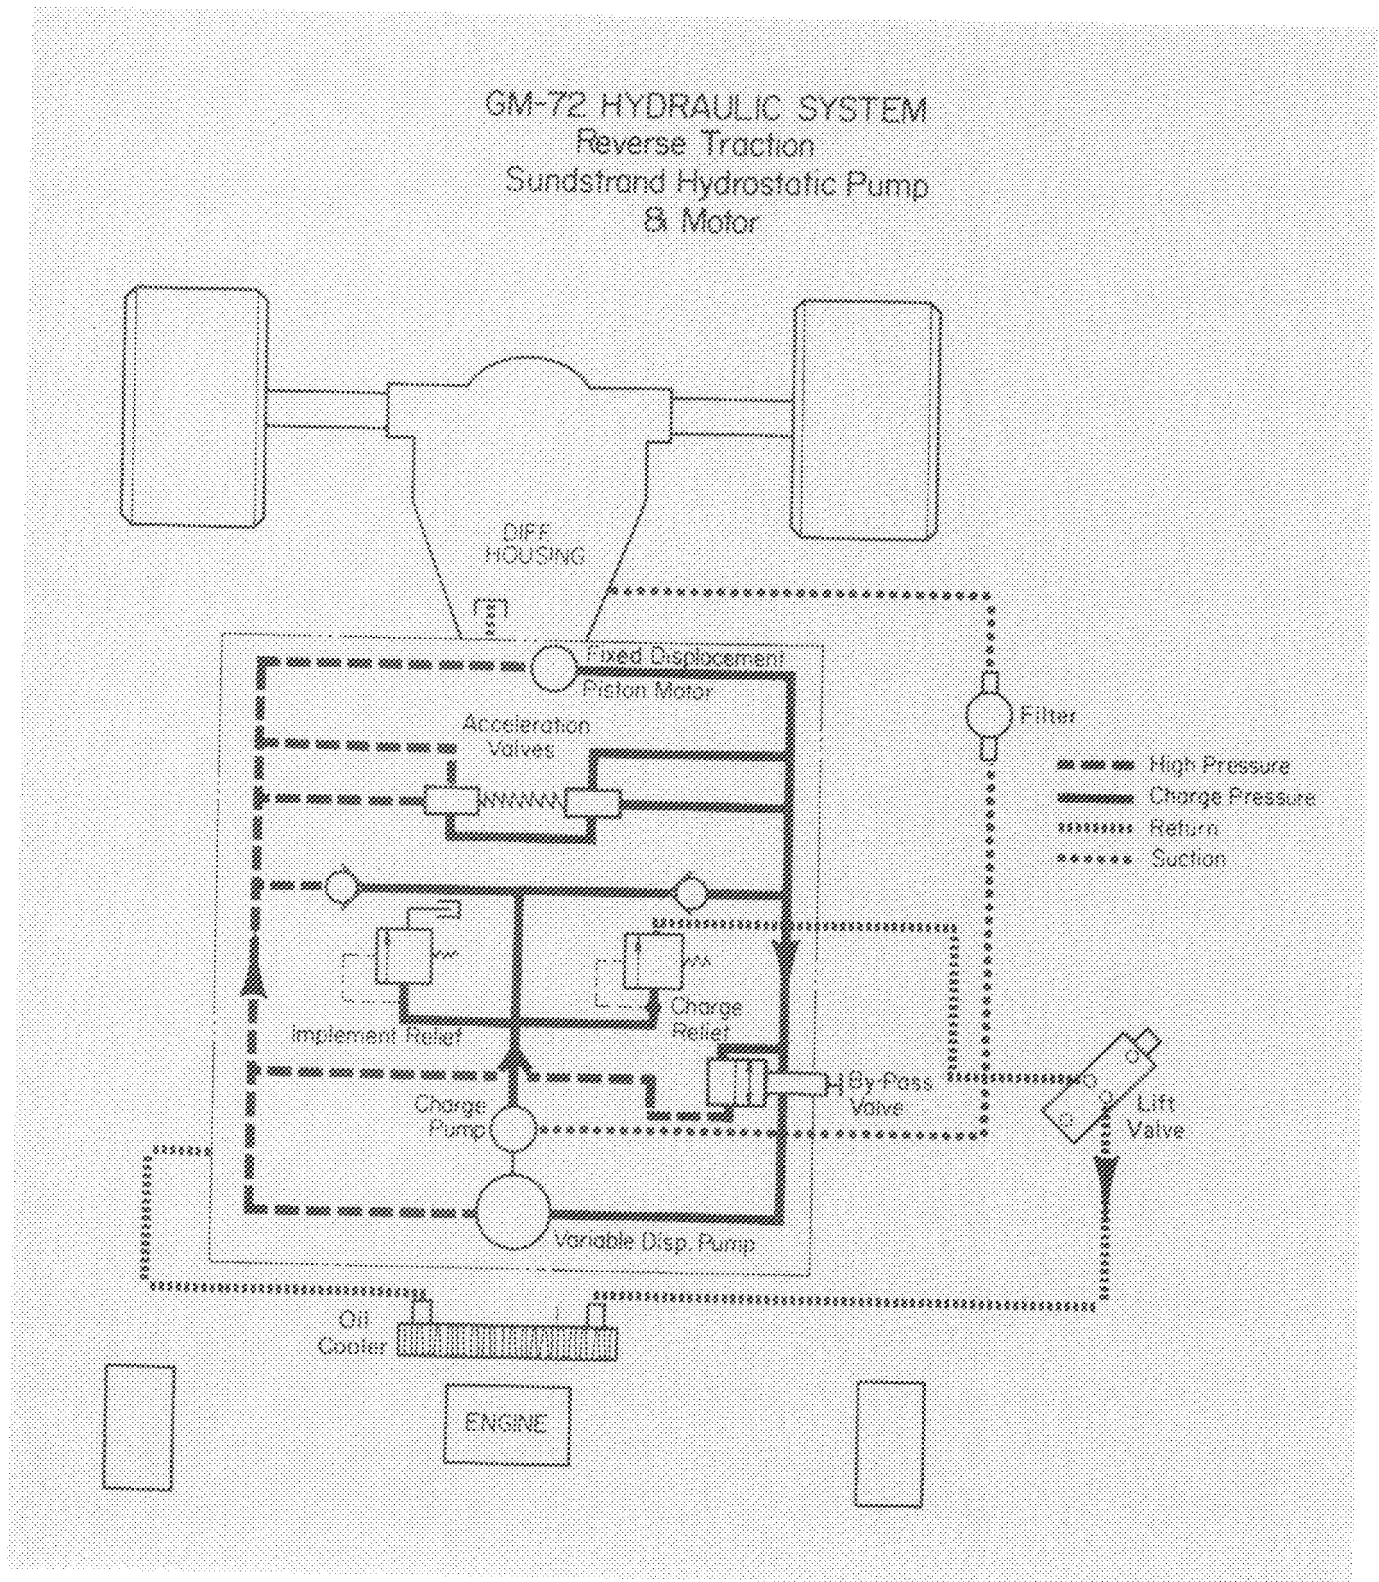 GM-72 HYDRAULIC SYSTEM
Reverse Traction
Sundstrand Hydrostatic Pump
& Motor
DIFF.
HOUSING
Fixed Displacement
Piston Motor
Acceleration
Valves
Filter
High Pressure
Charge Pressure
Return
Suction
Implement Relief
Charge
Relief
By-Pass
Valve
Charge
Pump
Lift
Valve
Variable Disp. Pump
Oil
Cooler
ENGINE